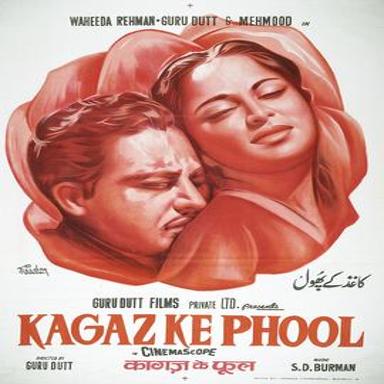 WAHEEDA REHMAN - GURU DUTT & MEHMOOD IN
کاغذ کے پھول
GURU DUTT FILMS PRIVATE LTD. presents
KAGAZ KE PHOOL
IN CINEMASCOPE
काग़ज़ के फूल
DIRECTED BY
GURU DUTT
MUSIC
S.D. BURMAN